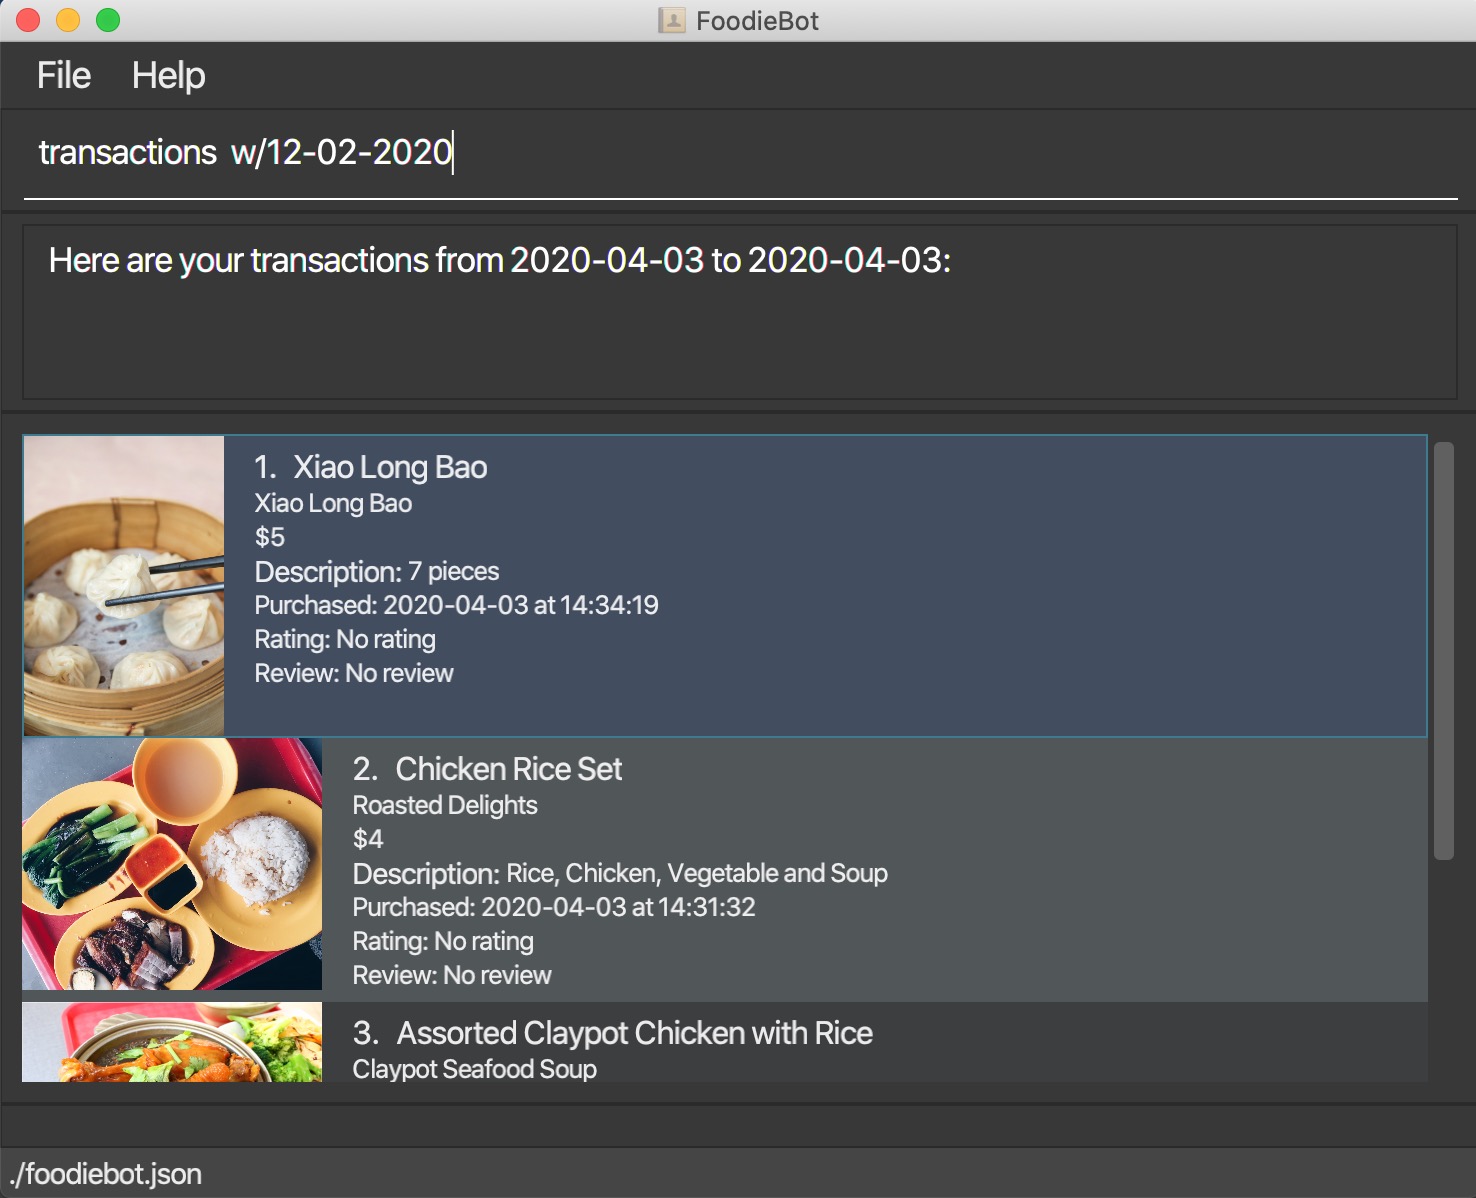 FoodieBot
File Help
transactions w/12-02-2020
Here are your transactions from 2020-04-03 to 2020-04-03:
1. Xiao Long Bao
Xiao Long Bao
$5
Description: 7 pieces
Purchased: 2020-04-03 at 14:34:19
Rating: No rating
Review: No review
2. Chicken Rice Set
Roasted Delights
$4
Description: Rice, Chicken, Vegetable and Soup
Purchased: 2020-04-03 at 14:31:32
Rating: No rating
Review: No review
3. Assorted Claypot Chicken with Rice
Claypot Seafood Soup
./foodiebot.json